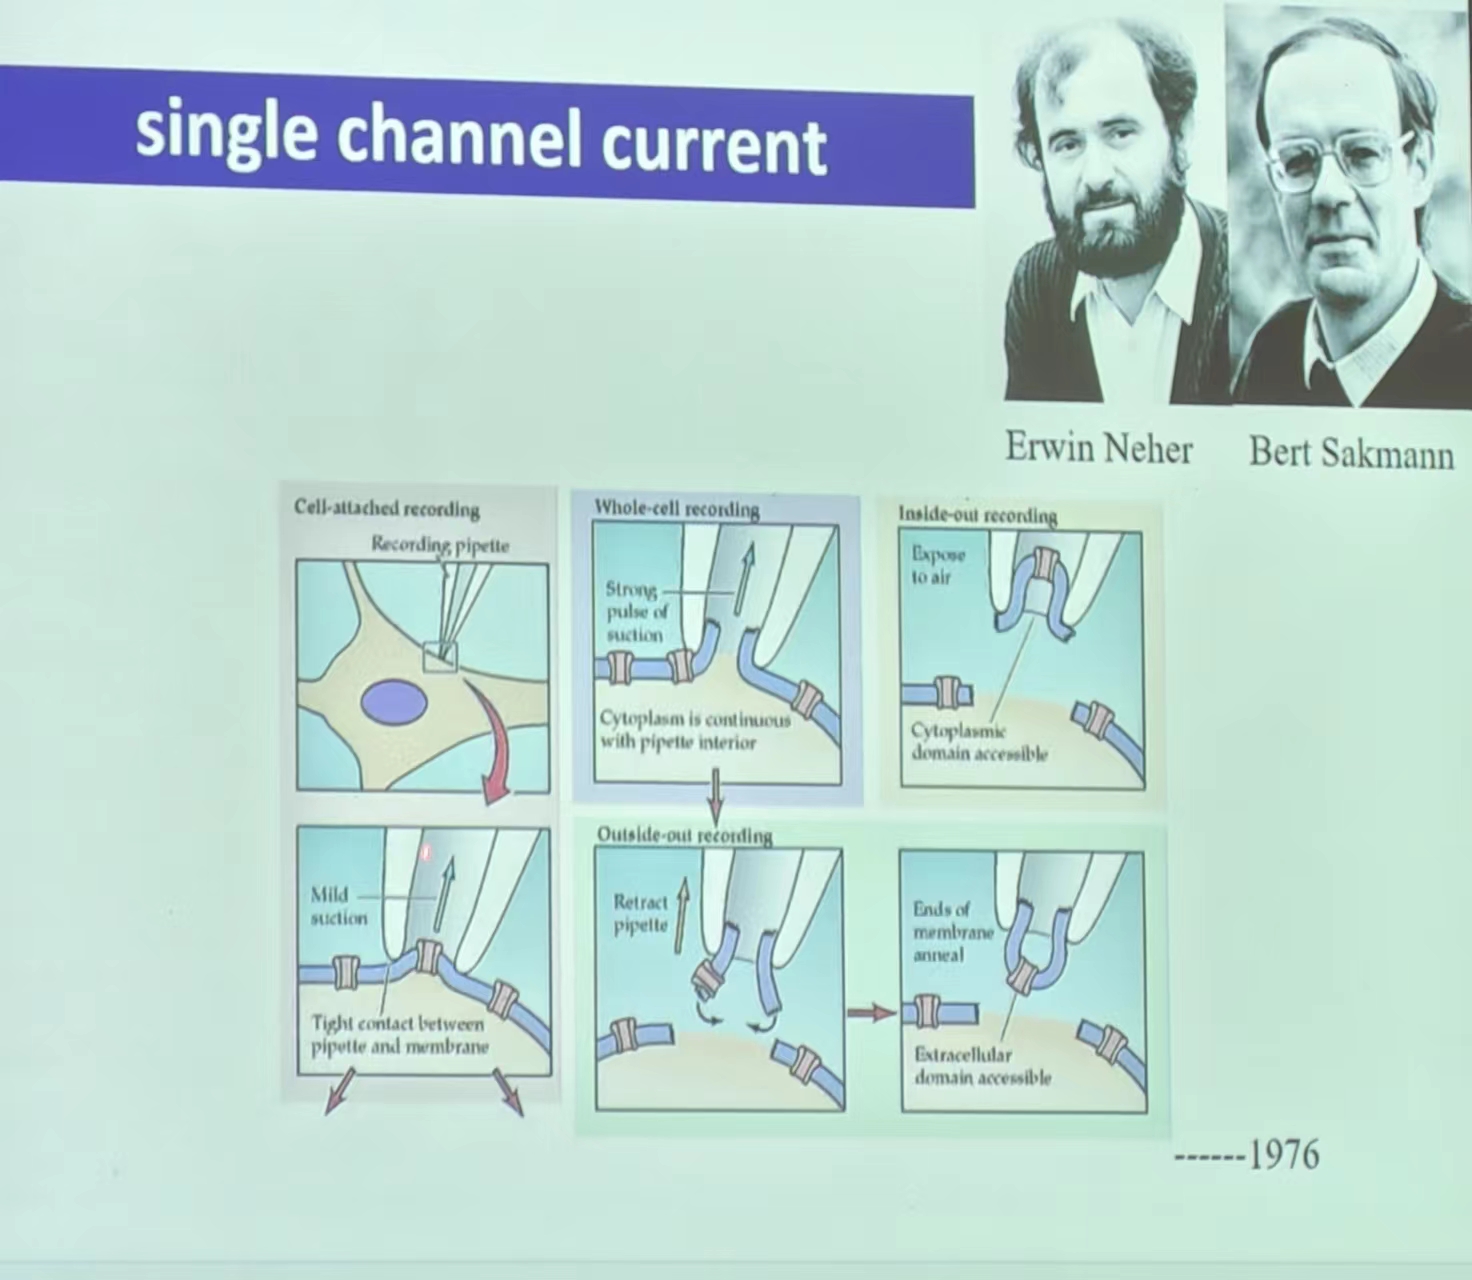 single channel current
Erwin Neher
Bert Sakmann
Cell-attached recording
Recording pipette
Mild
suction
Tight contact between
pipette and membrane
Whole-cell recording
Strong
pulse of
suction
Cytoplasm is continuous
with pipette interior
Inside-out recording
Expose
to air
Cytoplasmic
domain accessible
Outside-out recording
Retract
pipette
Ends of
membrane
anneal
Extracellular
domain accessible
------1976